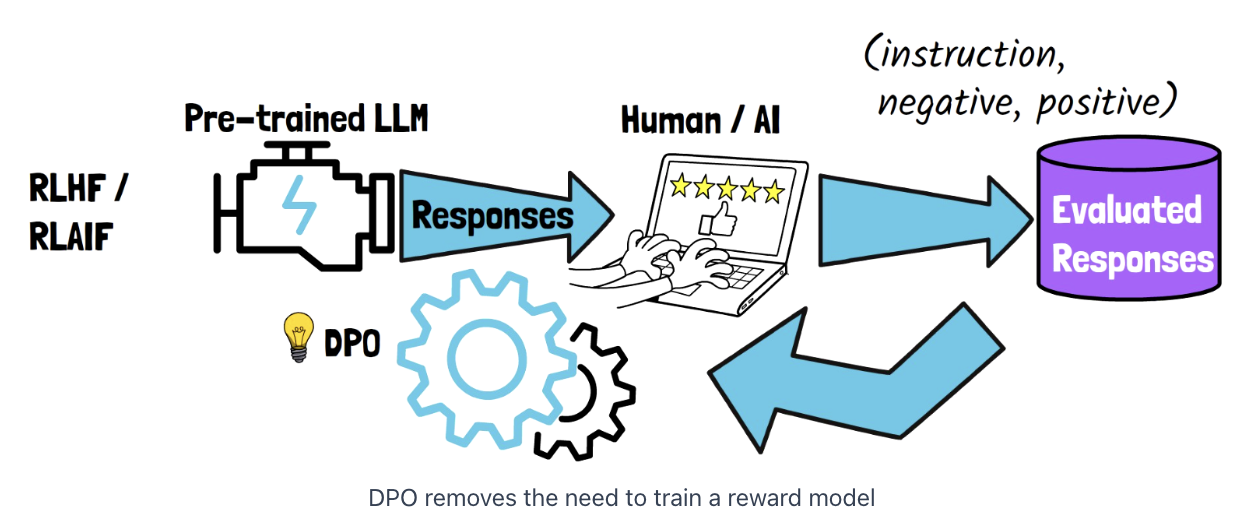 (instruction,
negative, positive)
Pre-trained LLM
Human / AI
RLHF /
RLAIF
Responses
Evaluated
Responses
DPO
DPO removes the need to train a reward model